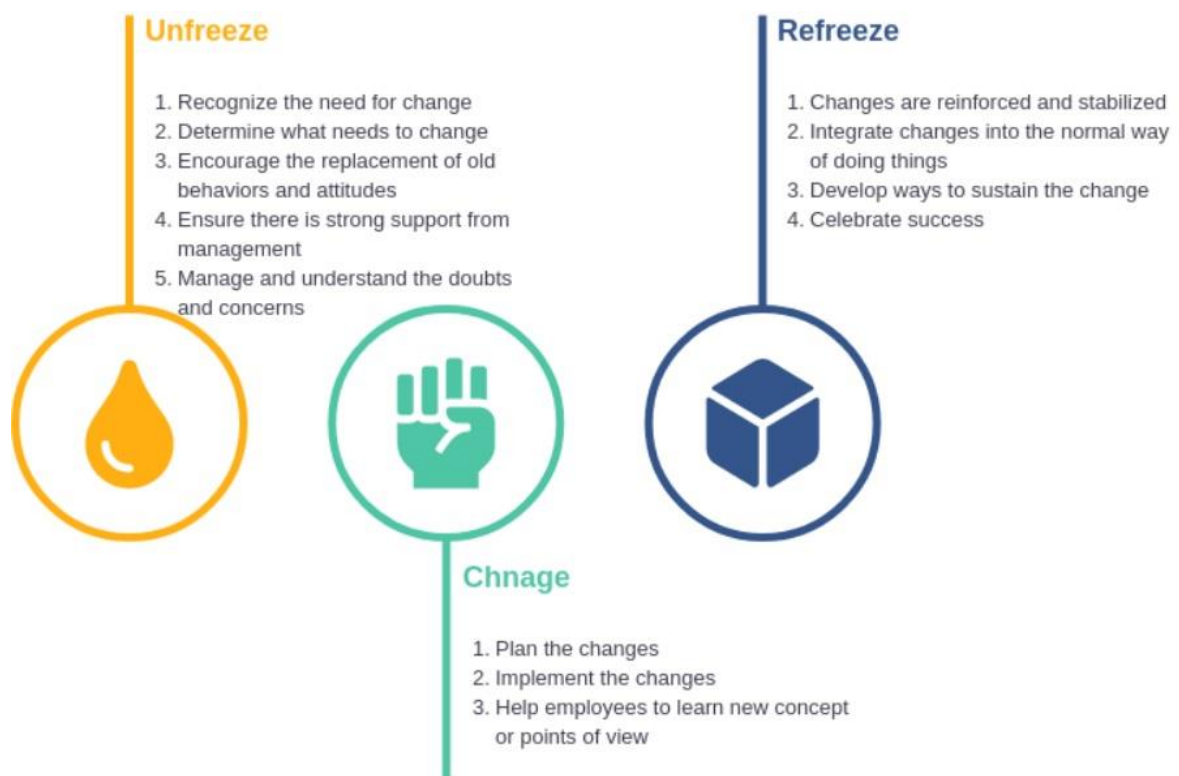 Unfreeze
1. Recognize the need for change
2. Determine what needs to change
3. Encourage the replacement of old
behaviors and attitudes
4. Ensure there is strong support from
management
5. Manage and understand the doubts
and concerns
Chnage
1. Plan the changes
2. Implement the changes
3. Help employees to learn new concept
or points of view
Refreeze
1. Changes are reinforced and stabilized
2. Integrate changes into the normal way
of doing things
3. Develop ways to sustain the change
4. Celebrate success